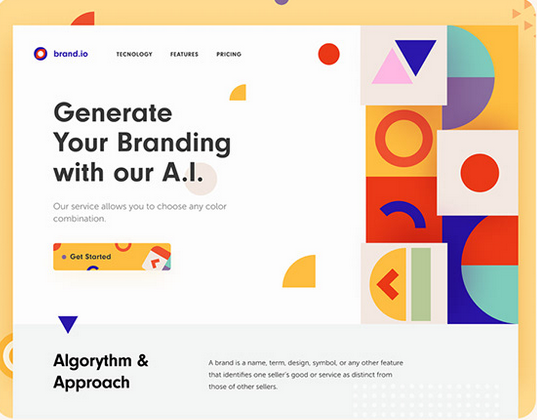 brand.io
TECNOLOGY FEATURES PRICING
Generate
Your Branding
with our A.I.
Our service allows you to choose any color
combination.
Get Started
Algorythm &
Approach
A brand is a name, term, design, symbol, or any other feature
that identifies one seller's good or service as distinct from
those of other sellers.